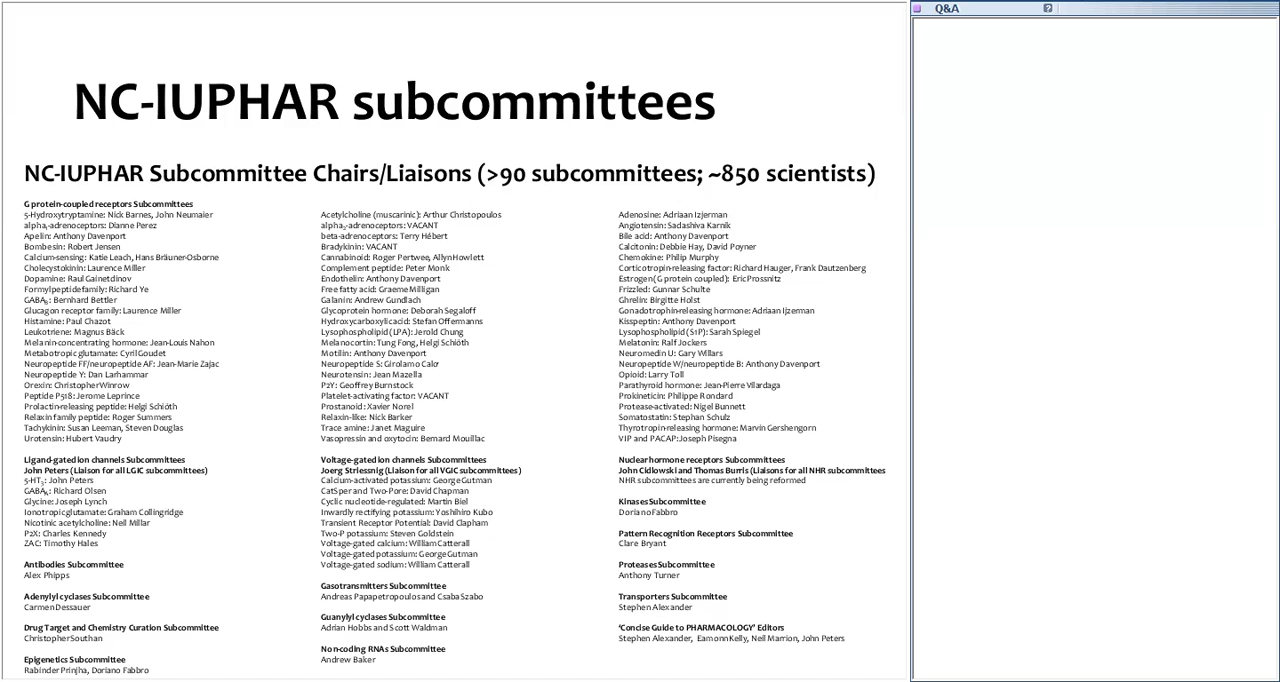 Q&A
NC-IUPHAR subcommittees
NC-IUPHAR Subcommittee Chairs/Liaisons (>90 subcommittees; ~850 scientists)
G protein-coupled receptors Subcommittees
5-Hydroxytryptamine: Nick Barnes, John Neumaier
alpha₁-adrenoceptors: Dianne Perez
Apelin: Anthony Davenport
Bombesin: Robert Jensen
Calcium-sensing: Katie Leach, Hans Bräuner-Osborne
Cholecystokinin: Laurence Miller
Dopamine: Raul Gainetdinov
Formylpeptide family: Richard Ye
GABA_B: Bernhard Bettler
Glucagon receptor family: Laurence Miller
Histamine: Paul Chazot
Leukotriene: Magnus Bäck
Melanin-concentrating hormone: Jean-Louis Nahon
Metabotropic glutamate: Cyril Goudet
Neuropeptide FF/neuropeptide AF: Jean-Marie Zajac
Neuropeptide Y: Dan Larhammar
Orexin: Christopher Winrow
Peptide P518: Jerome Leprince
Prolactin-releasing peptide: Helgi Schiöth
Relaxin family peptide: Roger Summers
Tachykinin: Susan Leeman, Steven Douglas
Urotensin: Hubert Vaudry
Ligand-gated ion channels Subcommittees
John Peters (Liaison for all LGIC subcommittees)
5-HT₃: John Peters
GABA_A: Richard Olsen
Glycine: Joseph Lynch
Ionotropic glutamate: Graham Collingridge
Nicotinic acetylcholine: Neil Millar
P2X: Charles Kennedy
ZAC: Timothy Hales
Antibodies Subcommittee
Alex Phipps
Adenylyl cyclases Subcommittee
Carmen Dessauer
Drug Target and Chemistry Curation Subcommittee
Christopher Southan
Epigenetics Subcommittee
Rabinder Prinjha, Doriano Fabbro
Acetylcholine (muscarinic): Arthur Christopoulos
alpha₂-adrenoceptors: VACANT
beta-adrenoceptors: Terry Hébert
Bradykinin: VACANT
Cannabinoid: Roger Pertwee, Allyn Howlett
Complement peptide: Peter Monk
Endothelin: Anthony Davenport
Free fatty acid: Graeme Milligan
Galanin: Andrew Gundlach
Glycoprotein hormone: Deborah Segaloff
Hydroxycarboxylic acid: Stefan Offermanns
Lysophospholipid (LPA): Jerold Chung
Melanocortin: Tung Fong, Helgi Schiöth
Motilin: Anthony Davenport
Neuropeptide S: Girolamo Calo'
Neurotensin: Jean Mazella
P2Y: Geoffrey Burnstock
Platelet-activating factor: VACANT
Prostanoid: Xavier Norel
Relaxin-like: Nick Barker
Trace amine: Janet Maguire
Vasopressin and oxytocin: Bernard Mouillac
Voltage-gated ion channels Subcommittees
Joerg Striessnig (Liaison for all VGIC subcommittees)
Calcium-activated potassium: George Gutman
CatSper and Two-Pore: David Chapman
Cyclic nucleotide-regulated: Martin Biel
Inwardly rectifying potassium: Yoshihiro Kubo
Transient Receptor Potential: David Clapham
Two-P potassium: Steven Goldstein
Voltage-gated calcium: William Catterall
Voltage-gated potassium: George Gutman
Voltage-gated sodium: William Catterall
Gasotransmitters Subcommittee
Andreas Papapetropoulos and Csaba Szabo
Guanylyl cyclases Subcommittee
Adrian Hobbs and Scott Waldman
Non-coding RNAs Subcommittee
Andrew Baker
Adenosine: Adriaan Izjerman
Angiotensin: Sadashiva Karnik
Bile acid: Anthony Davenport
Calcitonin: Debbie Hay, David Poyner
Chemokine: Philip Murphy
Corticotropin-releasing factor: Richard Hauger, Frank Dautzenberg
Estrogen (G protein coupled): Eric Prossnitz
Frizzled: Gunnar Schulte
Ghrelin: Birgitte Holst
Gonadotrophin-releasing hormone: Adriaan Ijzerman
Kisspeptin: Anthony Davenport
Lysophospholipid (S1P): Sarah Spiegel
Melatonin: Ralf Jockers
Neuromedin U: Gary Willars
Neuropeptide W/neuropeptide B: Anthony Davenport
Opioid: Larry Toll
Parathyroid hormone: Jean-Pierre Vilardaga
Prokineticin: Philippe Rondard
Protease-activated: Nigel Bunnett
Somatostatin: Stephan Schulz
Thyrotropin-releasing hormone: Marvin Gershengorn
VIP and PACAP: Joseph Pisegna
Nuclear hormone receptors Subcommittees
John Cidlowski and Thomas Burris (Liaisons for all NHR subcommittees
NHR subcommittees are currently being reformed
Kinases Subcommittee
Doriano Fabbro
Pattern Recognition Receptors Subcommittee
Clare Bryant
Proteases Subcommittee
Anthony Turner
Transporters Subcommittee
Stephen Alexander
'Concise Guide to PHARMACOLOGY' Editors
Stephen Alexander, Eamonn Kelly, Neil Marrion, John Peters